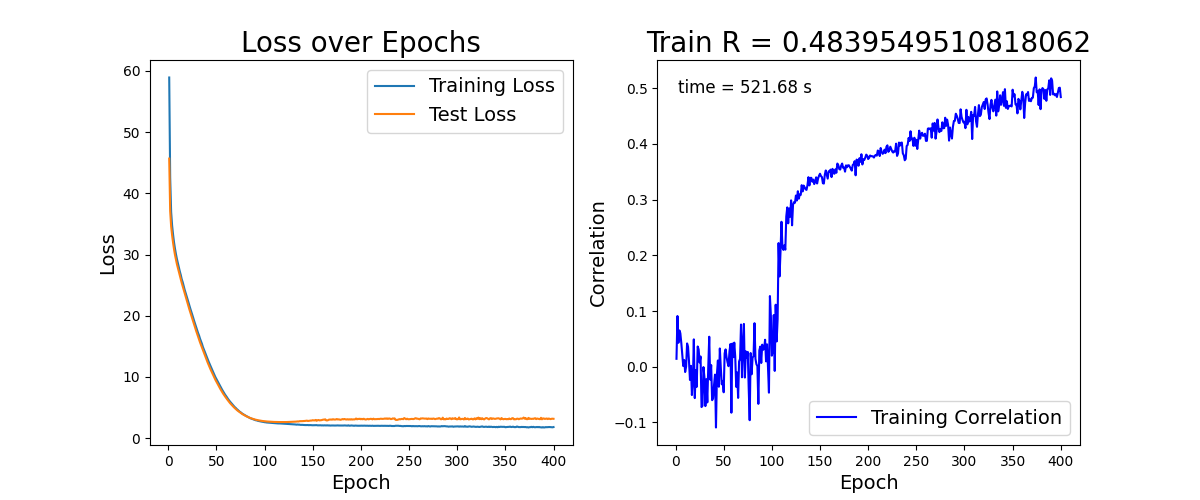 Loss over Epochs
60
50
40
30
20
10
0
Loss
Training Loss
Test Loss
0 50 100 150 200 250 300 350 400
Epoch
Train R = 0.4839549510818062
time = 521.68 s
0.5
0.4
0.3
0.2
0.1
0.0
−0.1
Correlation
Training Correlation
0 50 100 150 200 250 300 350 400
Epoch